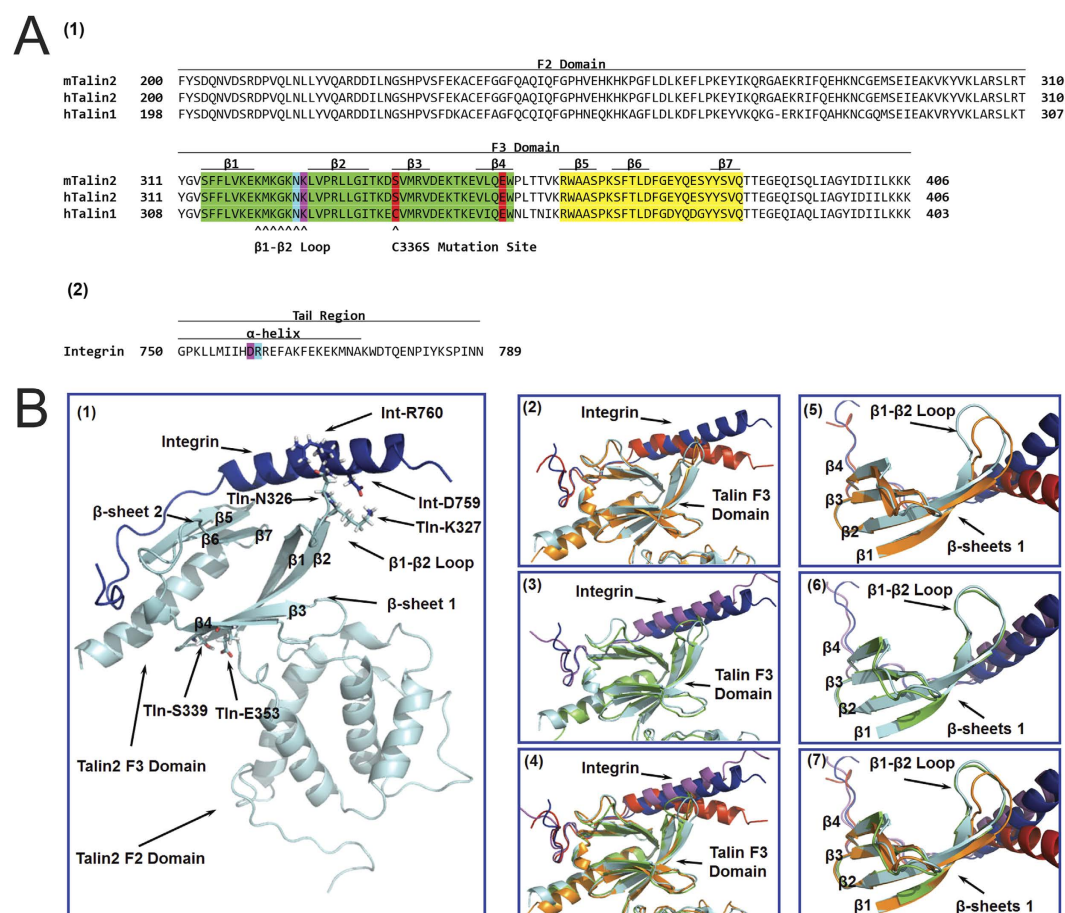 A
(1)
F2 Domain
mTalin2 200 FYSDQNVDSRDPVQLNLLYVQARDDILNGSHPVSFEKACEFGGFQAQIQFGPHVEHKHKPGFLDLKEFLPKEYIKQRGAEKRIFQEHKNCGEMSEIEAKVKYVKLARSLRT 310
hTalin2 200 FYSDQNVDSRDPVQLNLLYVQARDDILNGSHPVSFDKACEFGGFQAQIQFGPHVEHKHKPGFLDLKEFLPKEYIKQRGAEKRIFQEHKNCGEMSEIEAKVKYVKLARSLRT 310
hTalin1 198 FYSDQNVDSRDPVQLNLLYVQARDDILNGSHPVSFDKACEFAGFQCQIQFGPHNEQKHKAGFLDLKDFLPKEYVKQKG-ERKIFQAHKNCGQMSEIEAKVRYVKLARSLKT 307
F3 Domain
β1 β2 β3 β4 β5 β6 β7
mTalin2 311 YGVSFFLVKEKMKGKNKLVPRLLGITKDSVMRVDEKTKEVLQEWPLTTVKRWAASPKSFTLDFGEYQESYYSVQTTEGEQISQLIAGYIDIILKKK 406
hTalin2 311 YGVSFFLVKEKMKGKNKLVPRLLGITKDSVMRVDEKTKEVLQEWPLTTVKRWAASPKSFTLDFGEYQESYYSVQTTEGEQISQLIAGYIDIILKKK 406
hTalin1 308 YGVSFFLVKEKMKGKNKLVPRLLGITKECVMRVDEKTKEVIQEWNLTNIKRWAASPKSFTLDFGDYQDGYYSVQTTEGEQIAQLIAGYIDIILKKK 403
^^^^^^^ ^
β1-β2 Loop C336S Mutation Site
(2)
Tail Region
α-helix
Integrin 750 GPKLLMIIHDRREFAKFEKEKMNAKWDTQENPIYKSPINN 789
B
(1)
Int-R760
Integrin
Tln-N326
Int-D759
β-sheet 2
Tln-K327
β5
β6
β7
β1
β2
β1-β2 Loop
β3
β-sheet 1
β4
Tln-S339
Tln-E353
Talin2 F3 Domain
Talin2 F2 Domain
(2)
Integrin
Talin F3
Domain
(3)
Integrin
Talin F3
Domain
(4)
Integrin
Talin F3
Domain
(5)
β1-β2 Loop
β4
β3
β2
β1
β-sheets 1
(6)
β1-β2 Loop
β4
β3
β2
β1
β-sheets 1
(7)
β1-β2 Loop
β4
β3
β2
β1
β-sheets 1